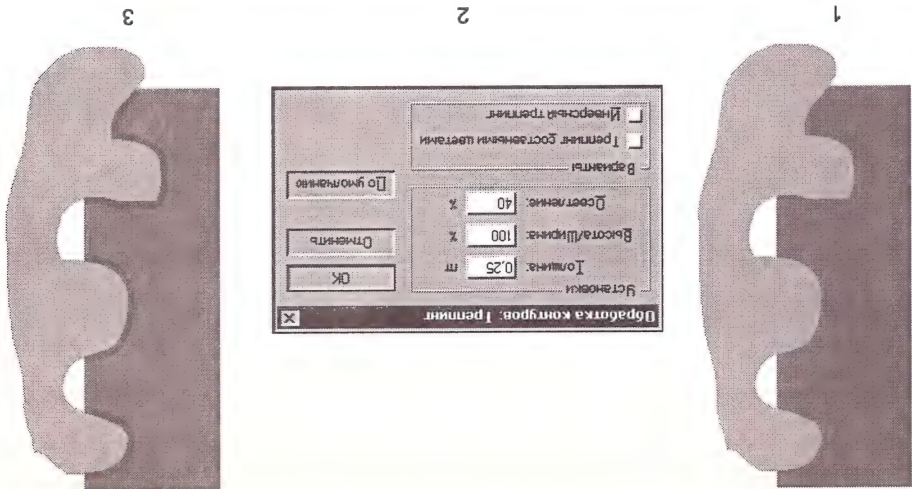 Обработка контуров: Треппинг
Установки
Толщина: 0,25 пт
Высота/Ширина: 100 %
Осветление: 40 %
Варианты
Треппинг составными цветами
Инверсный треппинг
OK
Отменить
По умолчанию
1
2
3